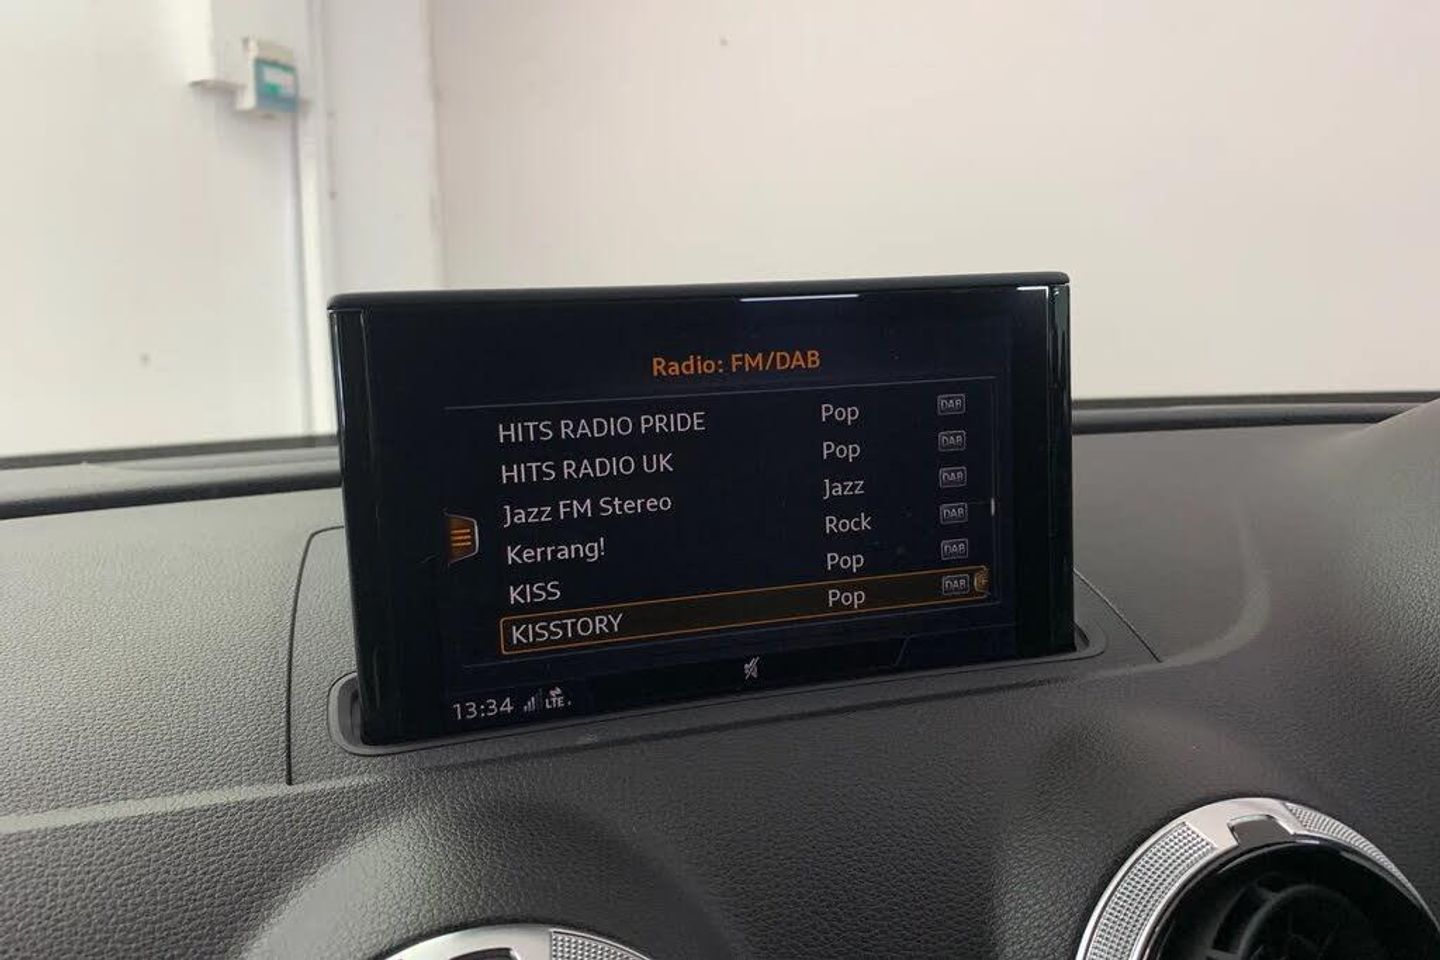 Radio: FM/DAB
HITS RADIO PRIDE Pop DAB
HITS RADIO UK Pop DAB
Jazz FM Stereo Jazz DAB
Kerrang! Rock DAB
KISS Pop DAB
KISSTORY Pop DAB
13:34 LTE